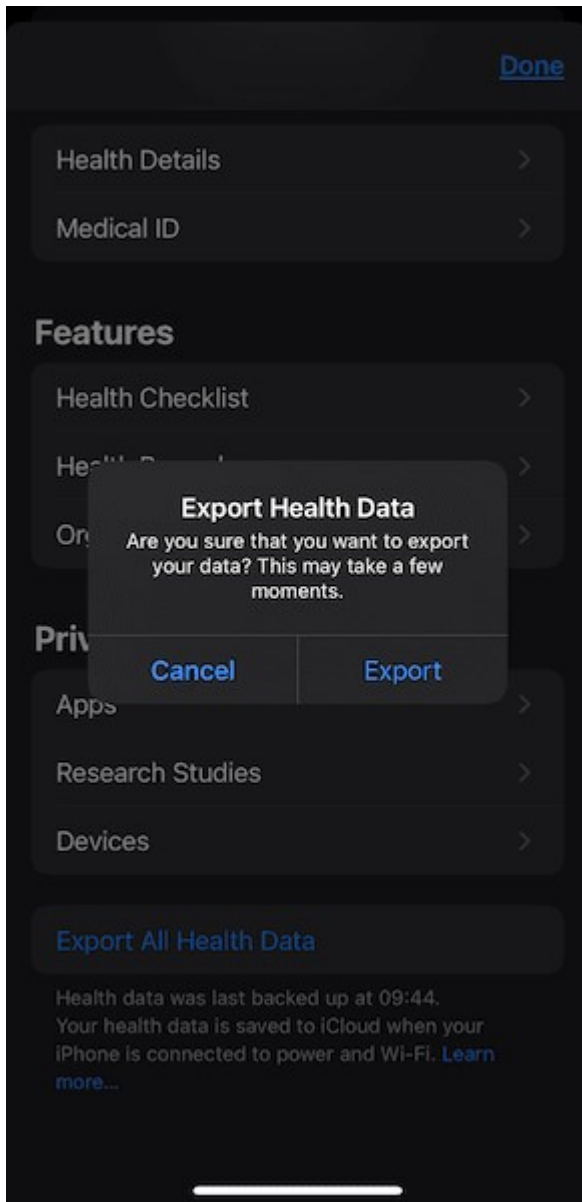 Done
Health Details
Medical ID
Features
Health Checklist
Export Health Data
Are you sure that you want to export
your data? This may take a few
moments.
Cancel
Export
Apps
Research Studies
Devices
Export All Health Data
Health data was last backed up at 09:44.
Your health data is saved to iCloud when your
iPhone is connected to power and Wi-Fi. Learn
more...